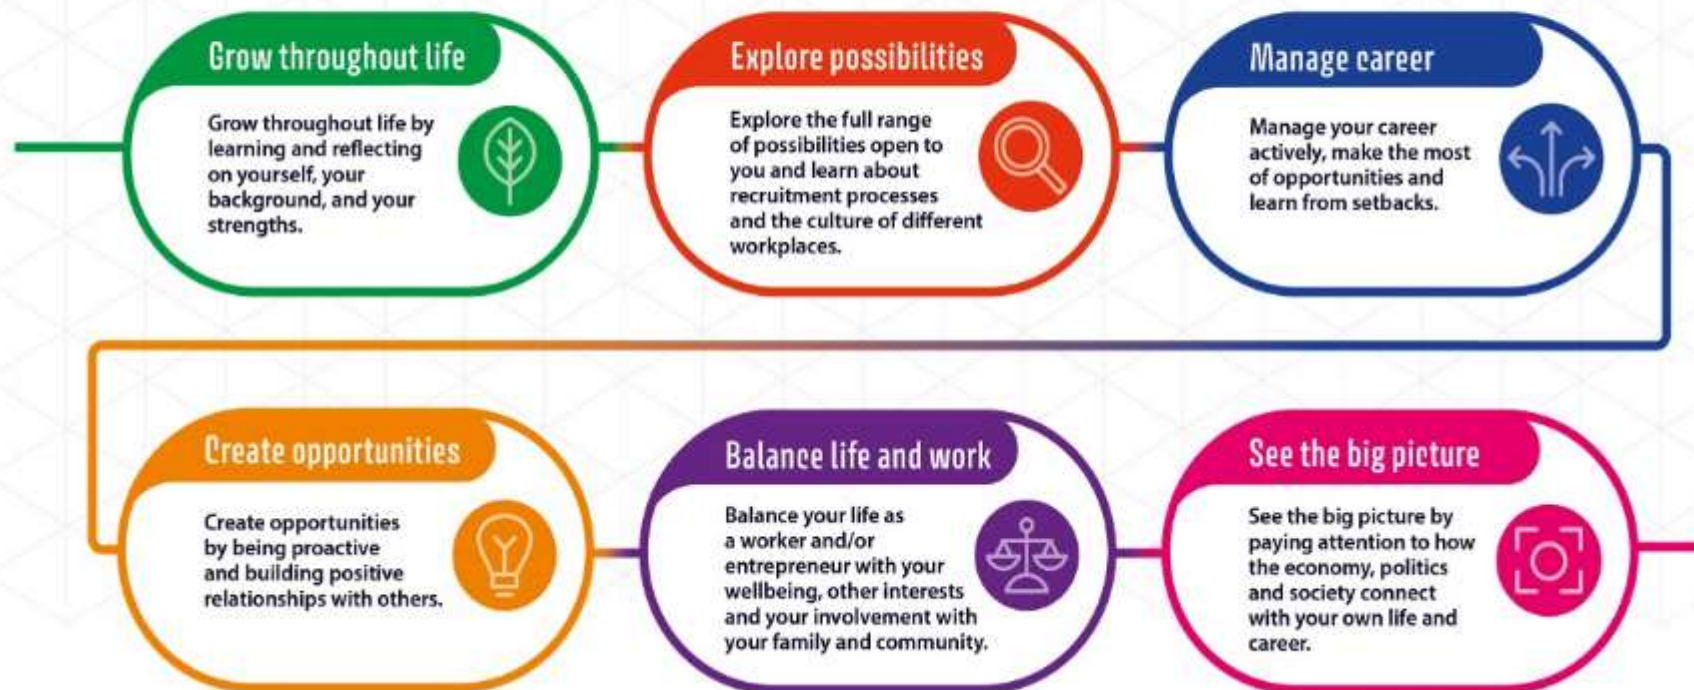 Grow throughout life
Grow throughout life by
learning and reflecting
on yourself, your
background, and your
strengths.
Explore possibilities
Explore the full range
of possibilities open to
you and learn about
recruitment processes
and the culture of different
workplaces.
Manage career
Manage your career
actively, make the most
of opportunities and
learn from setbacks.
Create opportunities
Create opportunities
by being proactive
and building positive
relationships with others.
Balance life and work
Balance your life as
a worker and/or
entrepreneur with your
wellbeing, other interests
and your involvement with
your family and community.
See the big picture
See the big picture by
paying attention to how
the economy, politics
and society connect
with your own life and
career.